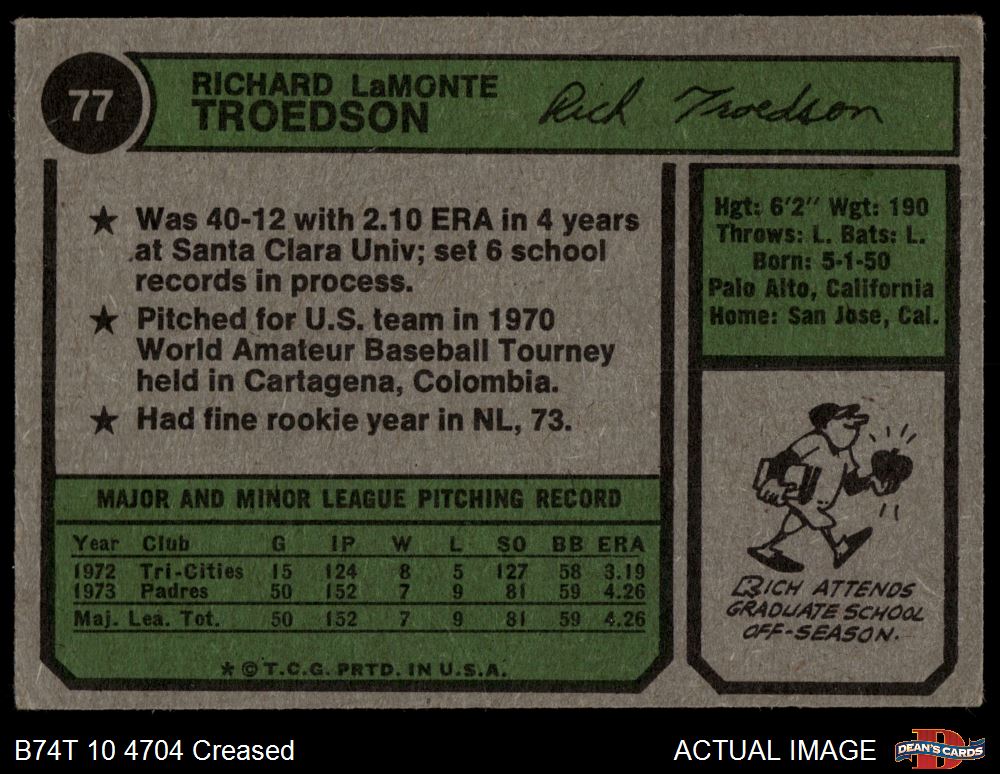 77
RICHARD LaMONTE
TROEDSON
Rich Troedson
★ Was 40-12 with 2.10 ERA in 4 years
at Santa Clara Univ; set 6 school
records in process.
★ Pitched for U.S. team in 1970
World Amateur Baseball Tourney
held in Cartagena, Colombia.
★ Had fine rookie year in NL, 73.
Hgt: 6'2" Wgt: 190
Throws: L. Bats: L.
Born: 5-1-50
Palo Alto, California
Home: San Jose, Cal.
MAJOR AND MINOR LEAGUE PITCHING RECORD
Year Club G IP W L SO BB ERA
1972 Tri-Cities 15 124 8 5 127 58 3.19
1973 Padres 50 152 7 9 81 59 4.26
Maj. Lea. Tot. 50 152 7 9 81 59 4.26
* © T.C.G. PRTD. IN U.S.A.
RICH ATTENDS
GRADUATE SCHOOL
OFF-SEASON.
B74T 10 4704 Creased
ACTUAL IMAGE
D
DEAN'S CARDS